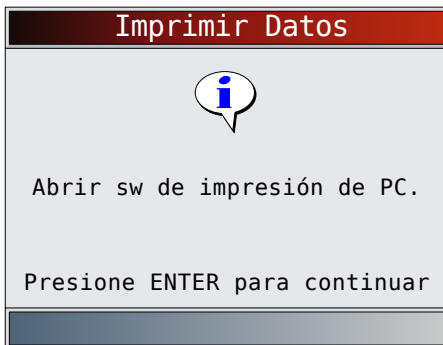 Imprimir Datos
i
Abrir sw de impresión de PC.
Presione ENTER para continuar